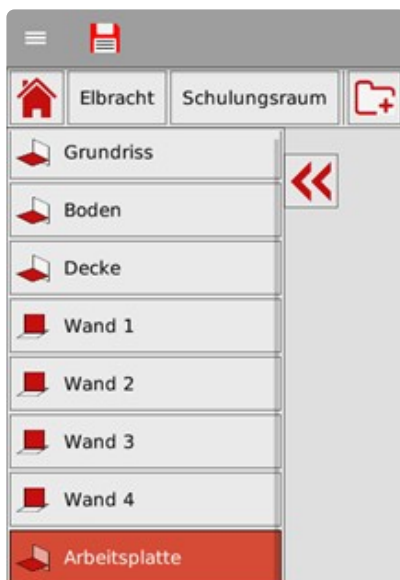 Elbracht Schulungsraum
Grundriss
Boden
Decke
Wand 1
Wand 2
Wand 3
Wand 4
Arbeitsplatte